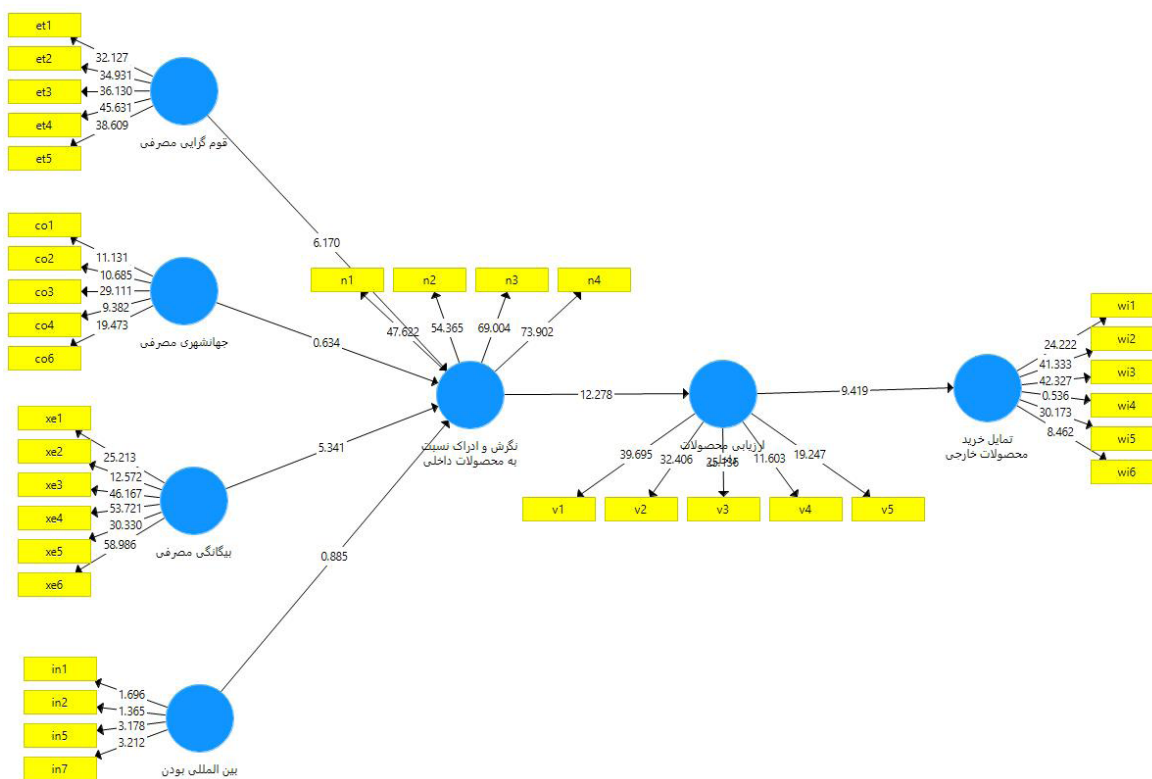 et1
et2
et3
et4
et5
32.127
34.931
36.130
45.631
38.609
قوم گرایی مصرفی
6.170
co1
co2
co3
co4
co6
11.131
10.685
29.111
9.382
19.473
جهانشهری مصرفی
0.634
xe1
xe2
xe3
xe4
xe5
xe6
25.213
12.572
46.167
53.721
30.330
58.986
بیگانگی مصرفی
5.341
in1
in2
in5
in7
1.696
1.365
3.178
3.212
بین المللی بودن
0.885
n1
n2
n3
n4
47.622
54.365
69.004
73.902
نگرش و ادراک نسبت
به محصولات داخلی
12.278
ارزیابی محصولات
39.695
32.406
11.603
19.247
v1
v2
v3
v4
v5
9.419
تمایل خرید
محصولات خارجی
24.222
41.333
42.327
0.536
30.173
8.462
wi1
wi2
wi3
wi4
wi5
wi6